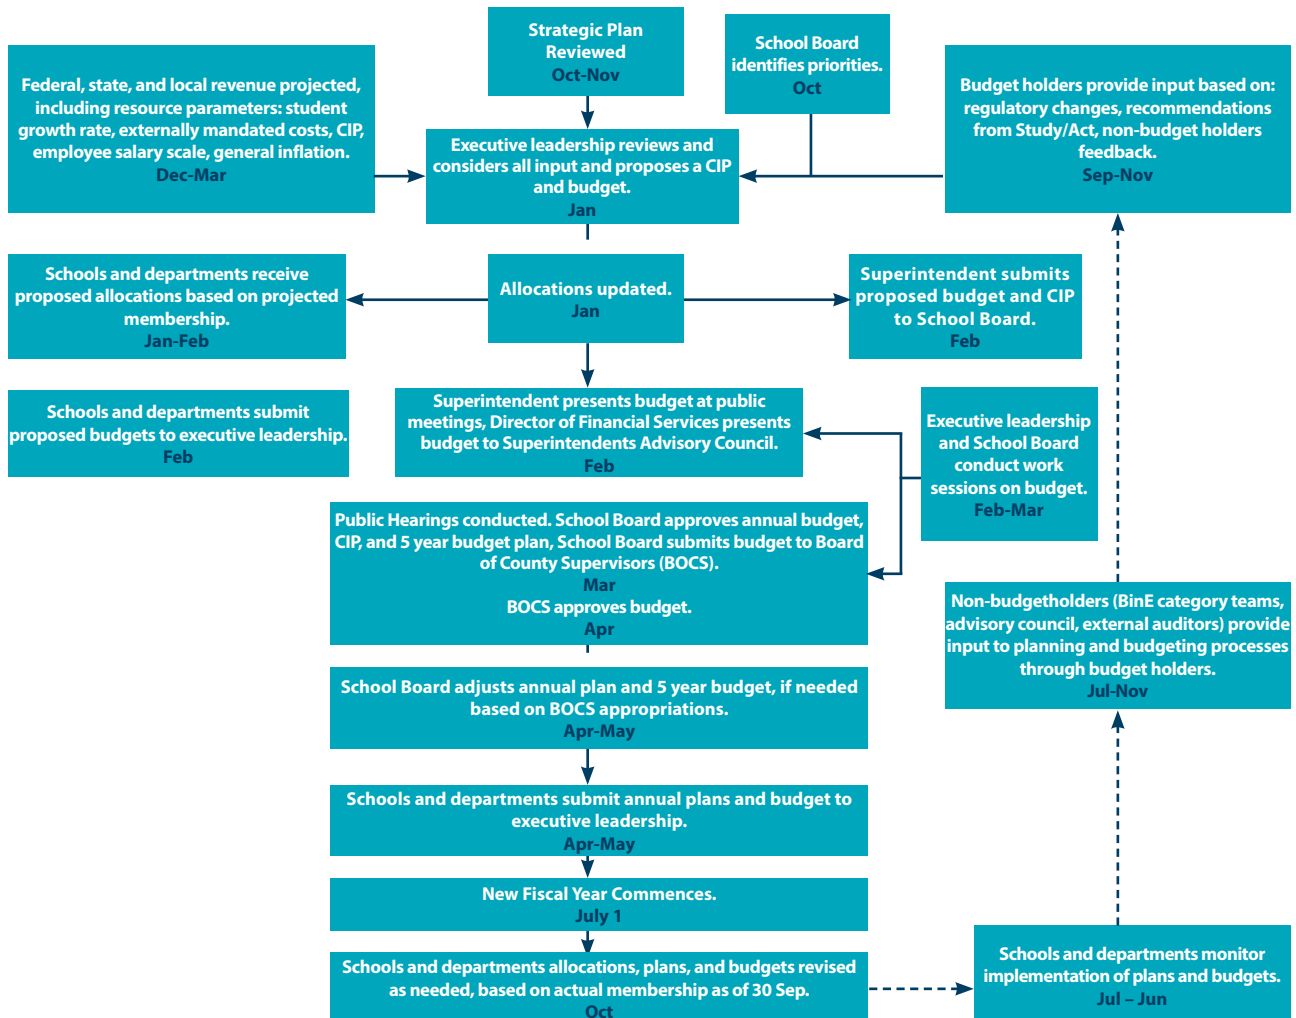 Strategic Plan
Reviewed
Oct-Nov
School Board
identifies priorities.
Oct
Federal, state, and local revenue projected,
including resource parameters: student
growth rate, externally mandated costs, CIP,
employee salary scale, general inflation.
Dec-Mar
Executive leadership reviews and
considers all input and proposes a CIP
and budget.
Jan
Budget holders provide input based on:
regulatory changes, recommendations
from Study/Act, non-budget holders
feedback.
Sep-Nov
Schools and departments receive
proposed allocations based on projected
membership.
Jan-Feb
Allocations updated.
Jan
Superintendent submits
proposed budget and CIP
to School Board.
Feb
Schools and departments submit
proposed budgets to executive leadership.
Feb
Superintendent presents budget at public
meetings, Director of Financial Services presents
budget to Superintendents Advisory Council.
Feb
Executive leadership
and School Board
conduct work
sessions on budget.
Feb-Mar
Public Hearings conducted. School Board approves annual budget,
CIP, and 5 year budget plan, School Board submits budget to Board
of County Supervisors (BOCS).
Mar
BOCS approves budget.
Apr
Non-budgetholders (BinE category teams,
advisory council, external auditors) provide
input to planning and budgeting processes
through budget holders.
Jul-Nov
School Board adjusts annual plan and 5 year budget, if needed
based on BOCS appropriations.
Apr-May
Schools and departments submit annual plans and budget to
executive leadership.
Apr-May
New Fiscal Year Commences.
July 1
Schools and departments allocations, plans, and budgets revised
as needed, based on actual membership as of 30 Sep.
Oct
Schools and departments monitor
implementation of plans and budgets.
Jul – Jun